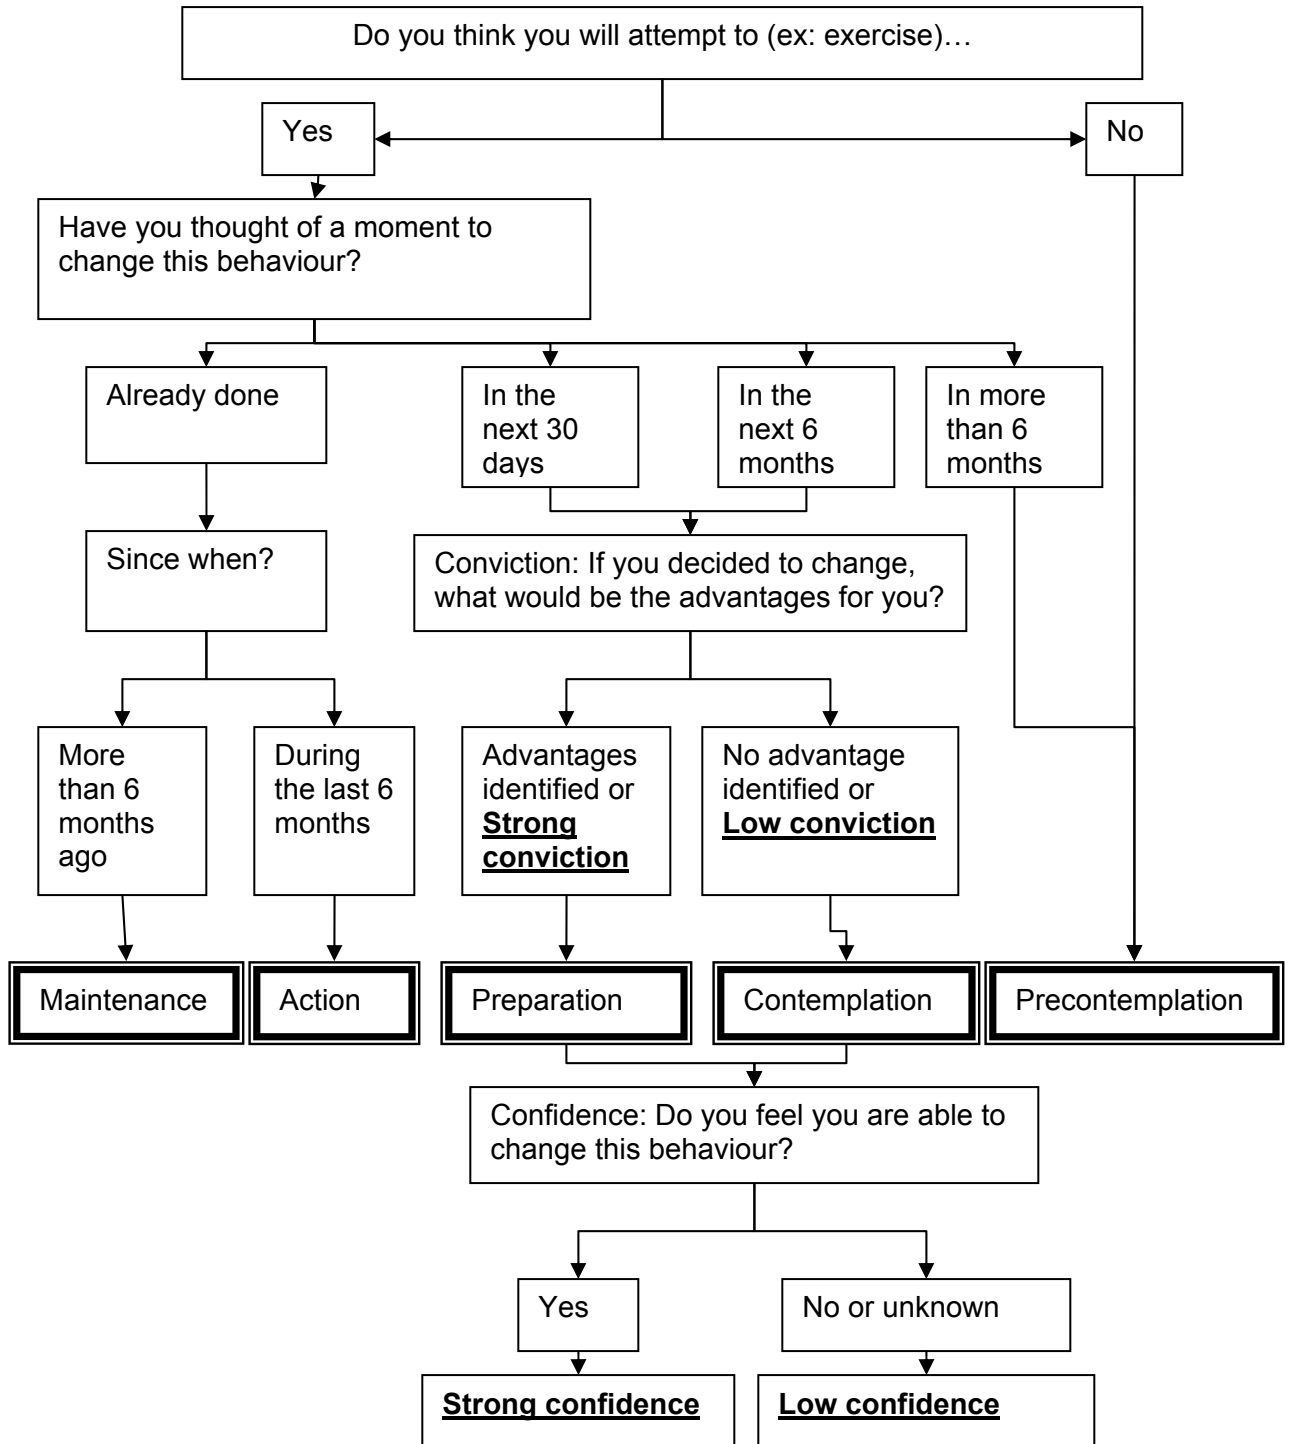 Do you think you will attempt to (ex: exercise)…
Yes
No
Have you thought of a moment to
change this behaviour?
Already done
In the
next 30
days
In the
next 6
months
In more
than 6
months
Since when?
Conviction: If you decided to change,
what would be the advantages for you?
More
than 6
months
ago
During
the last 6
months
Advantages
identified or
Strong
conviction
No advantage
identified or
Low conviction
Maintenance
Action
Preparation
Contemplation
Precontemplation
Confidence: Do you feel you are able to
change this behaviour?
Yes
No or unknown
Strong confidence
Low confidence